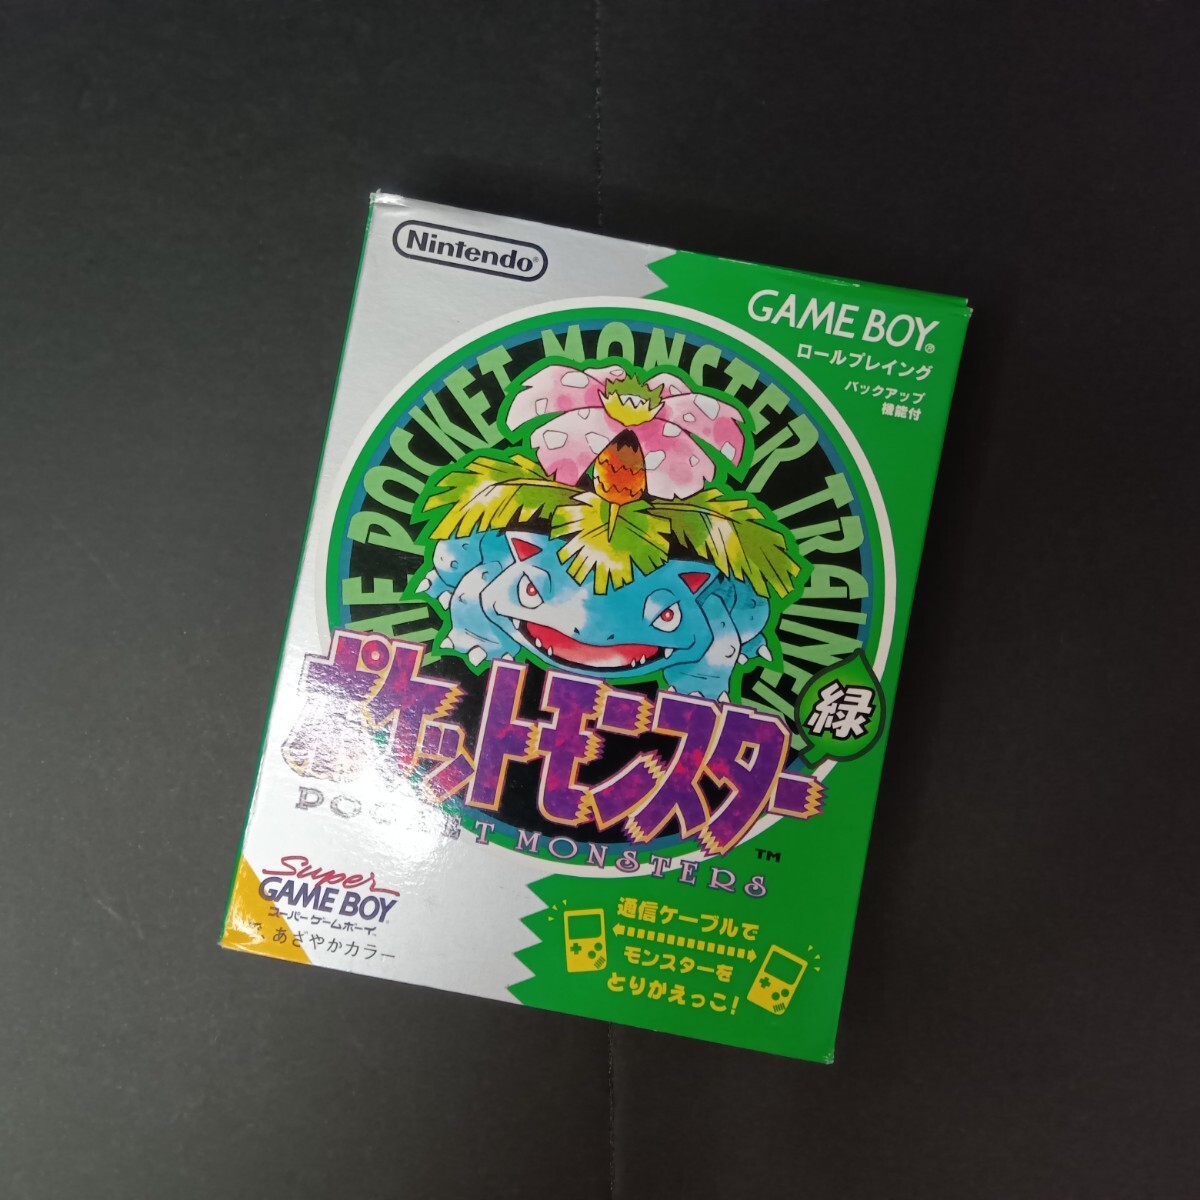 Nintendo®
GAME BOY®
ロールプレイング
バックアップ
機能付
THE POCKET MONSTER TRAINER
ポケットモンスター
緑
POCKET MONSTERS
TM
Super
GAME BOY
スーパーゲームボーイ
で、あざやかカラー
通信ケーブルで
モンスターを
とりかえっこ!